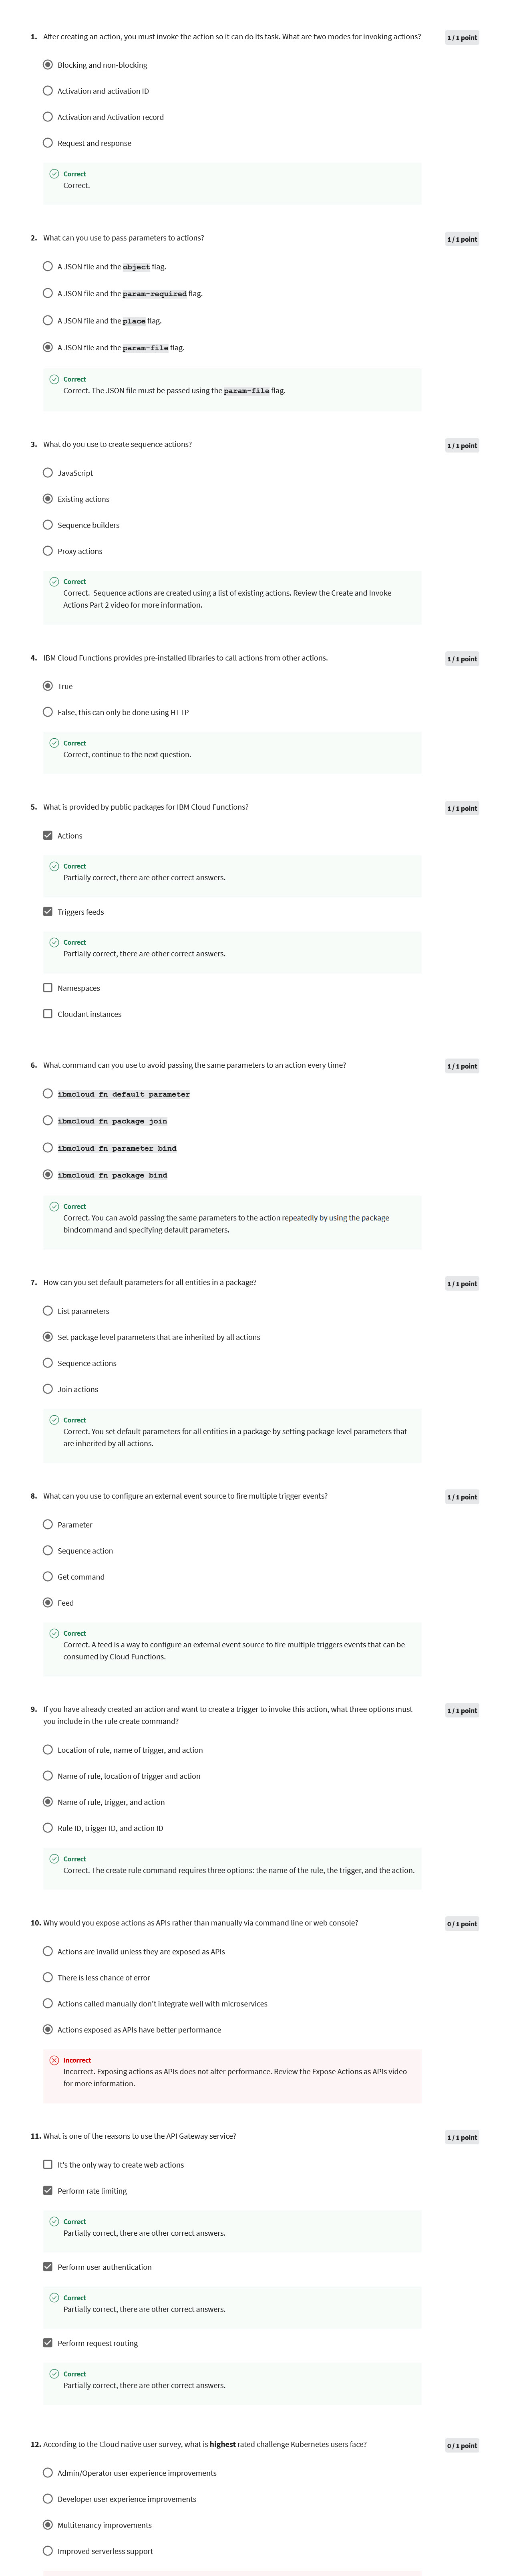 1. After creating an action, you must invoke the action so it can do its task. What are two modes for invoking actions?
1 / 1 point
Blocking and non-blocking
Activation and activation ID
Activation and Activation record
Request and response
Correct
Correct.
2. What can you use to pass parameters to actions?
1 / 1 point
A JSON file and the object flag.
A JSON file and the param-required flag.
A JSON file and the place flag.
A JSON file and the param-file flag.
Correct
Correct. The JSON file must be passed using the param-file flag.
3. What do you use to create sequence actions?
1 / 1 point
JavaScript
Existing actions
Sequence builders
Proxy actions
Correct
Correct. Sequence actions are created using a list of existing actions. Review the Create and Invoke
Actions Part 2 video for more information.
4. IBM Cloud Functions provides pre-installed libraries to call actions from other actions.
1 / 1 point
True
False, this can only be done using HTTP
Correct
Correct, continue to the next question.
5. What is provided by public packages for IBM Cloud Functions?
1 / 1 point
Actions
Correct
Partially correct, there are other correct answers.
Triggers feeds
Correct
Partially correct, there are other correct answers.
Namespaces
Cloudant instances
6. What command can you use to avoid passing the same parameters to an action every time?
1 / 1 point
ibmcloud fn default parameter
ibmcloud fn package join
ibmcloud fn parameter bind
ibmcloud fn package bind
Correct
Correct. You can avoid passing the same parameters to the action repeatedly by using the package
bindcommand and specifying default parameters.
7. How can you set default parameters for all entities in a package?
1 / 1 point
List parameters
Set package level parameters that are inherited by all actions
Sequence actions
Join actions
Correct
Correct. You set default parameters for all entities in a package by setting package level parameters that
are inherited by all actions.
8. What can you use to configure an external event source to fire multiple trigger events?
1 / 1 point
Parameter
Sequence action
Get command
Feed
Correct
Correct. A feed is a way to configure an external event source to fire multiple triggers events that can be
consumed by Cloud Functions.
9. If you have already created an action and want to create a trigger to invoke this action, what three options must
you include in the rule create command?
1 / 1 point
Location of rule, name of trigger, and action
Name of rule, location of trigger and action
Name of rule, trigger, and action
Rule ID, trigger ID, and action ID
Correct
Correct. The create rule command requires three options: the name of the rule, the trigger, and the action.
10. Why would you expose actions as APIs rather than manually via command line or web console?
0 / 1 point
Actions are invalid unless they are exposed as APIs
There is less chance of error
Actions called manually don't integrate well with microservices
Actions exposed as APIs have better performance
Incorrect
Incorrect. Exposing actions as APIs does not alter performance. Review the Expose Actions as APIs video
for more information.
11. What is one of the reasons to use the API Gateway service?
1 / 1 point
It's the only way to create web actions
Perform rate limiting
Correct
Partially correct, there are other correct answers.
Perform user authentication
Correct
Partially correct, there are other correct answers.
Perform request routing
Correct
Partially correct, there are other correct answers.
12. According to the Cloud native user survey, what is highest rated challenge Kubernetes users face?
0 / 1 point
Admin/Operator user experience improvements
Developer user experience improvements
Multitenancy improvements
Improved serverless support